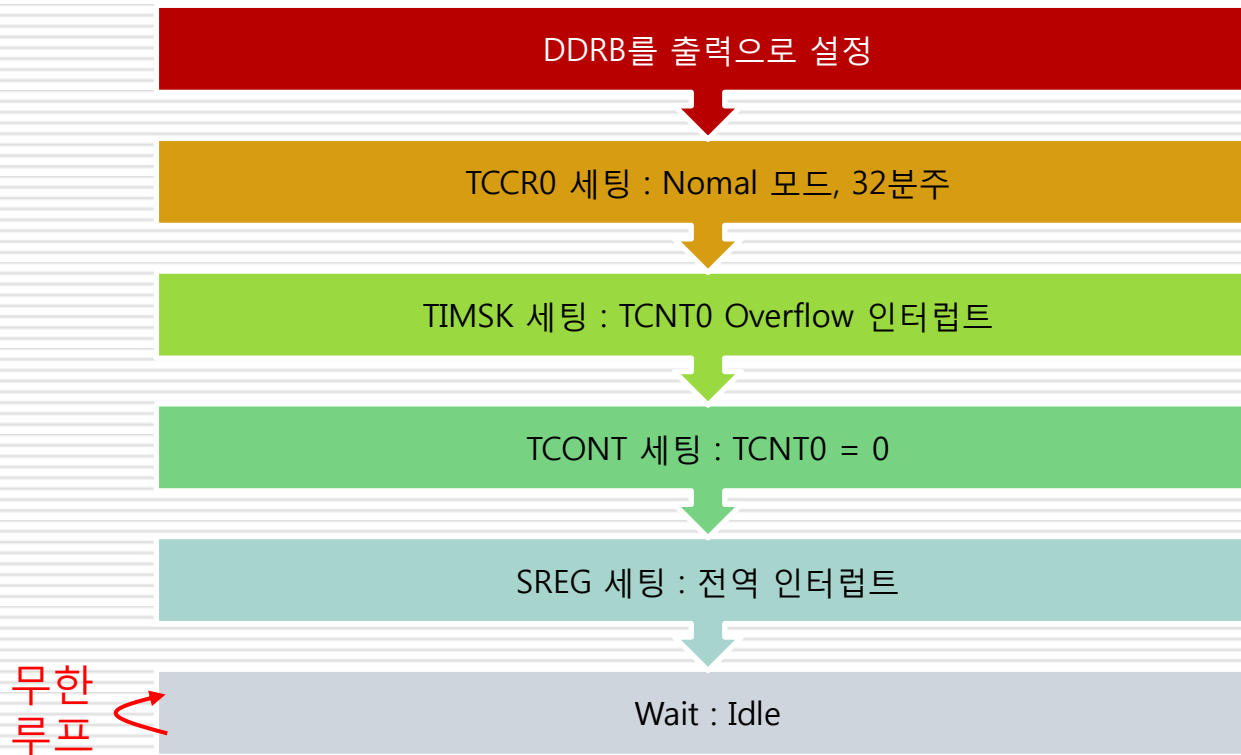 DDRB를 출력으로 설정
TCCR0 세팅 : Nomal 모드, 32분주
TIMSK 세팅 : TCNT0 Overflow 인터럽트
TCONT 세팅 : TCNT0 = 0
SREG 세팅 : 전역 인터럽트
무한
루프
Wait : Idle